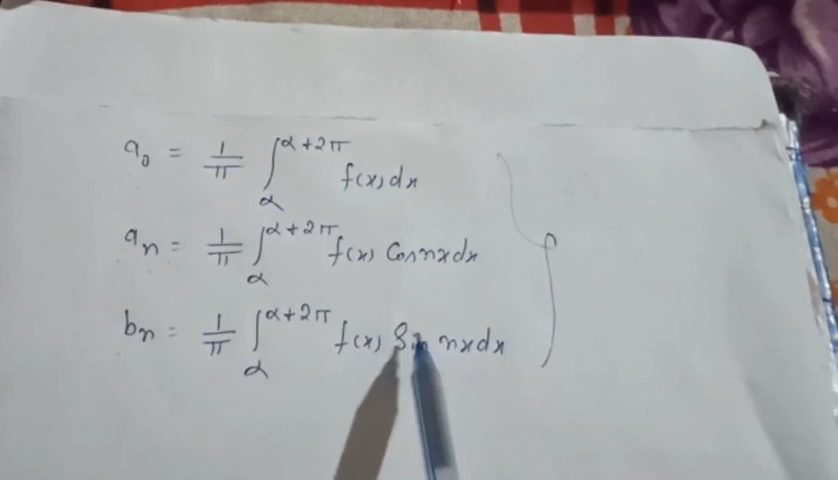 a₀ = 1/π ∫_α^{α+2π} f(x) dx
aₙ = 1/π ∫_α^{α+2π} f(x) Cos nx dx
bₙ = 1/π ∫_α^{α+2π} f(x) Sin nx dx